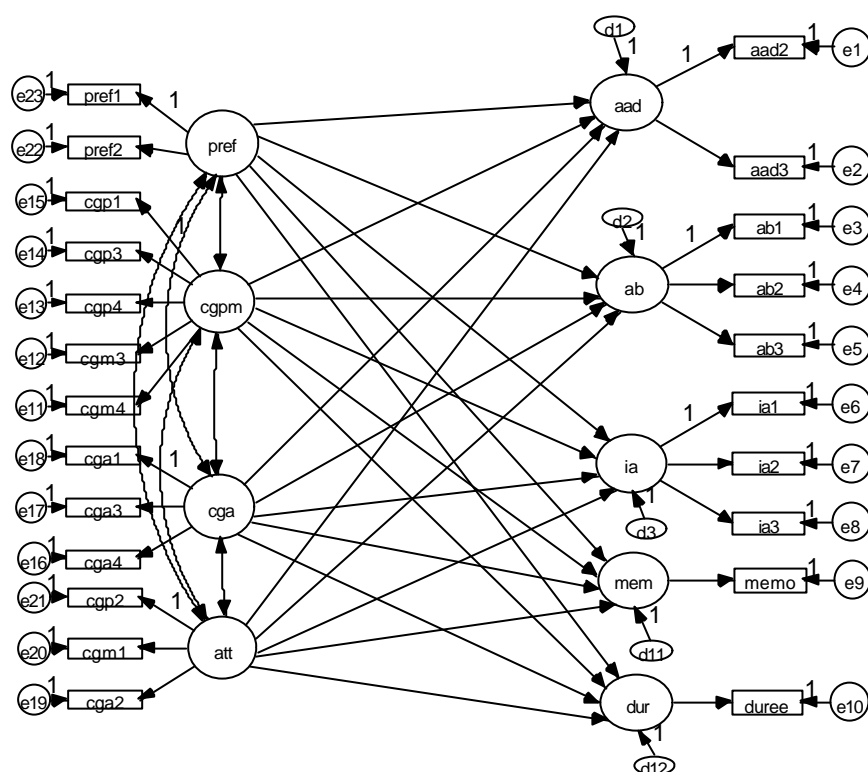 d1
1
1
aad2
1
e1
aad
e23
1
pref1
1
e22
1
pref2
pref
aad3
1
e2
e15
1
cgp1
d2
1
1
ab1
1
e3
e14
1
cgp3
e13
1
cgp4
cgpm
ab
ab2
1
e4
e12
1
cgm3
ab3
1
e5
e11
1
cgm4
1
ia1
1
e6
e18
1
cga1
1
ia
ia2
1
e7
e17
1
cga3
cga
1
d3
ia3
1
e8
e16
1
cga4
mem
memo
1
e9
e21
1
cgp2
1
e20
1
cgm1
att
1
d11
e19
1
cga2
dur
duree
1
e10
1
d12